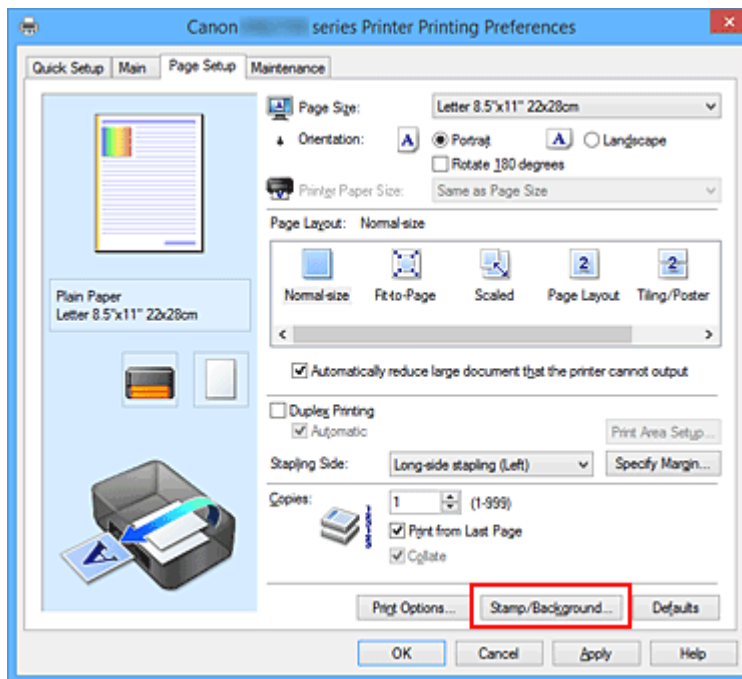 Canon series Printer Printing Preferences
Quick Setup Main Page Setup Maintenance
Page Size: Letter 8.5"x11" 22x28cm
Orientation: A Portrait A Landscape
Rotate 180 degrees
Printer Paper Size: Same as Page Size
Page Layout: Normal-size
2 2
Normal-size Fit-to-Page Scaled Page Layout Tiling/Poster
Plain Paper
Letter 8.5"x11" 22x28cm
Automatically reduce large document that the printer cannot output
Duplex Printing
Automatic
Print Area Setup...
Stapling Side: Long-side stapling (Left) Specify Margin...
Copies: 1 (1-999)
Print from Last Page
Collate
A
Print Options... Stamp/Background... Defaults
OK Cancel Apply Help